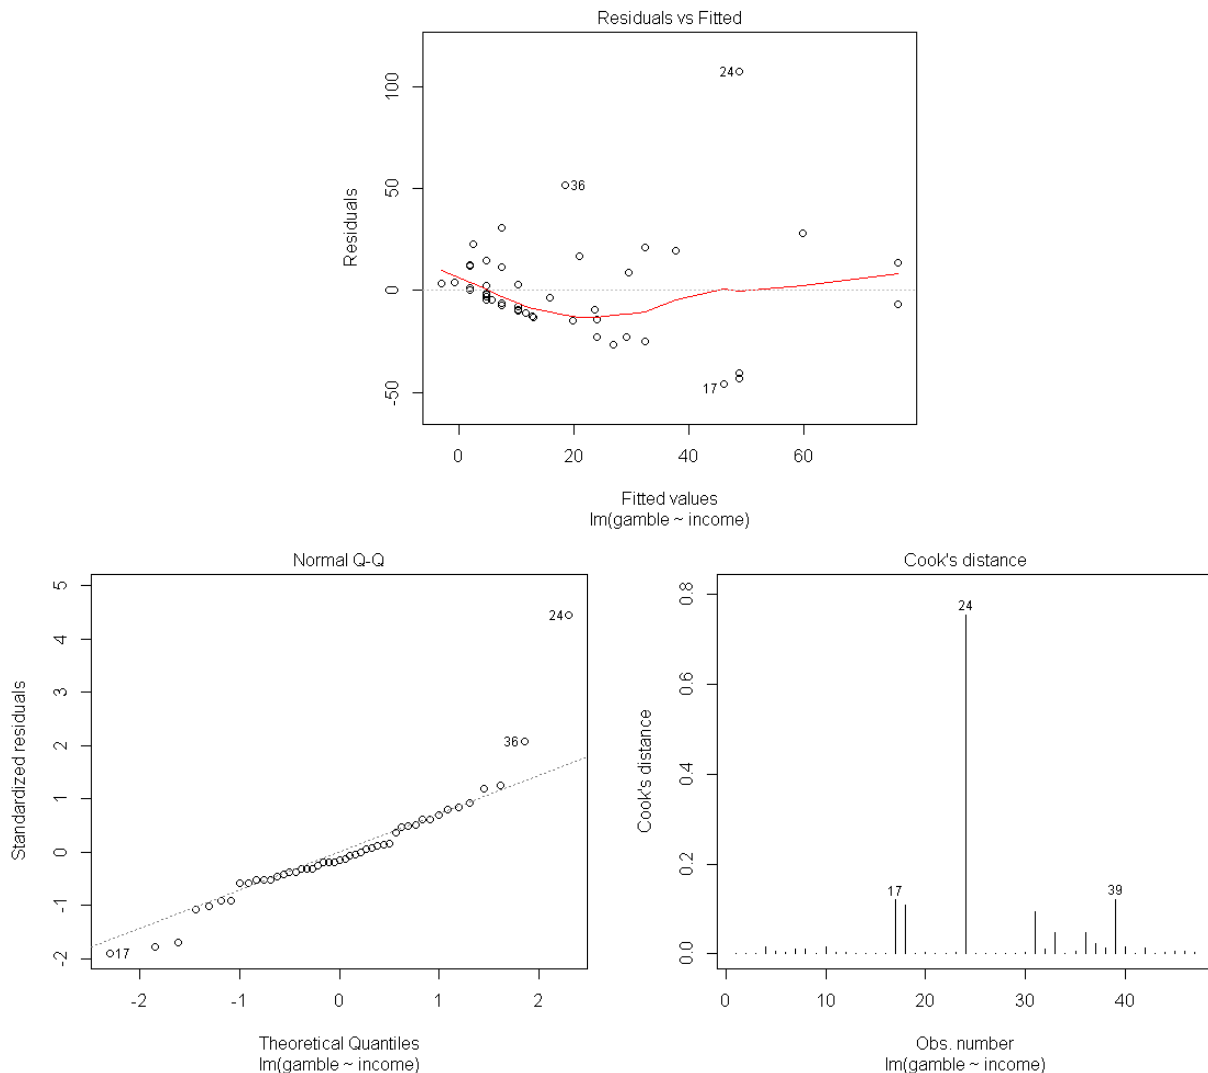 Residuals vs Fitted
Residuals
100
50
0
-50
24
36
17
0 20 40 60
Fitted values
lm(gamble ~ income)
Normal Q-Q
Standardized residuals
5
4
3
2
1
0
-1
-2
24
36
17
-2 -1 0 1 2
Theoretical Quantiles
lm(gamble ~ income)
Cook's distance
Cook's distance
0.8
0.6
0.4
0.2
0.0
24
17
39
0 10 20 30 40
Obs. number
lm(gamble ~ income)